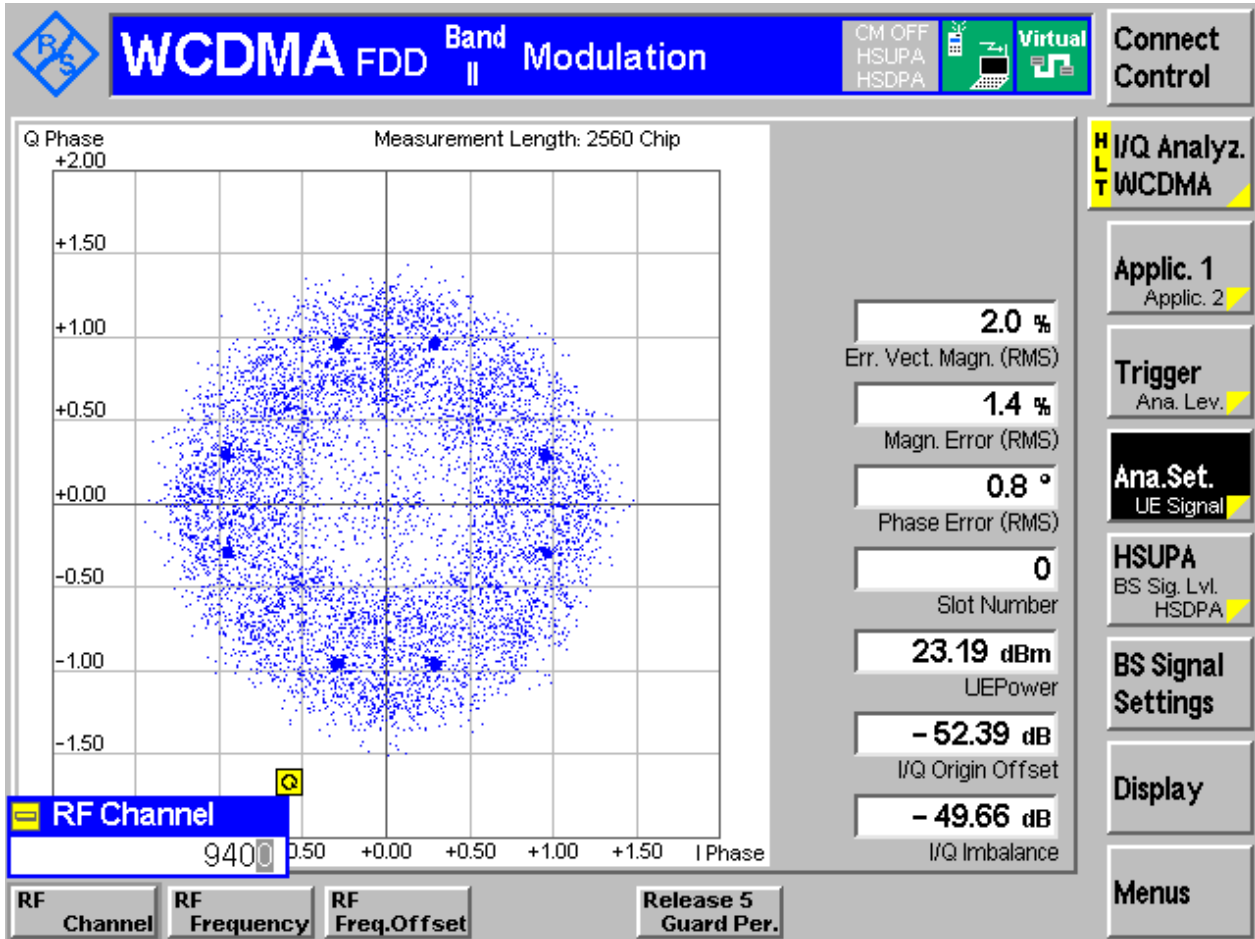 R/S
WCDMA FDD Band II Modulation
CM OFF
HSUPA
HSDPA
Virtual
Connect
Control
Q Phase
Measurement Length: 2560 Chip
+2.00
+1.50
+1.00
+0.50
+0.00
-0.50
-1.00
-1.50
Q
RF Channel
9400
0.50 +0.00 +0.50 +1.00 +1.50 I Phase
2.0 %
Err. Vect. Magn. (RMS)
1.4 %
Magn. Error (RMS)
0.8 °
Phase Error (RMS)
0
Slot Number
23.19 dBm
UEPower
- 52.39 dB
I/Q Origin Offset
- 49.66 dB
I/Q Imbalance
HLT
I/Q Analyz.
WCDMA
Applic. 1
Applic. 2
Trigger
Ana. Lev.
Ana.Set.
UE Signal
HSUPA
BS Sig. Lvl.
HSDPA
BS Signal
Settings
Display
Menus
RF
Channel
RF
Frequency
RF
Freq.Offset
Release 5
Guard Per.